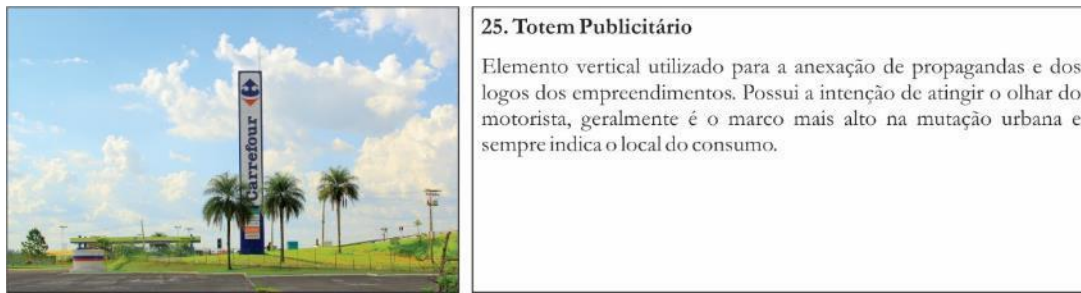 Carrefour
25. Totem Publicitário
Elemento vertical utilizado para a anexação de propagandas e dos
logos dos empreendimentos. Possui a intenção de atingir o olhar do
motorista, geralmente é o marco mais alto na mutação urbana e
sempre indica o local do consumo.